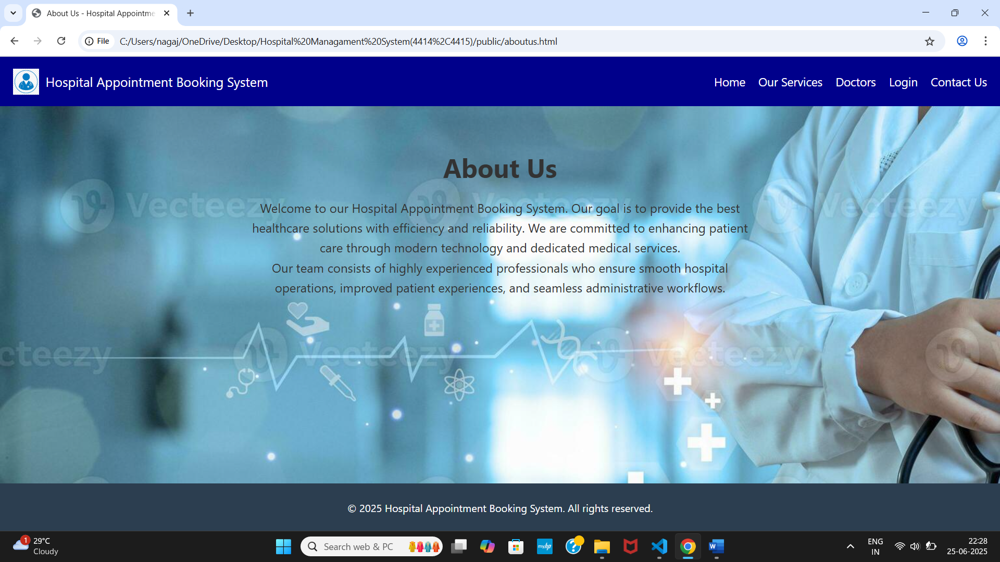 About Us - Hospital Appointme
File
C:/Users/nagaj/OneDrive/Desktop/Hospital%20Managament%20System(4414%2C4415)/public/aboutus.html
Hospital Appointment Booking System
Home
Our Services
Doctors
Login
Contact Us
About Us
Vecteezy
Vecteezy
Vecteezy
Welcome to our Hospital Appointment Booking System. Our goal is to provide the best
healthcare solutions with efficiency and reliability. We are committed to enhancing patient
care through modern technology and dedicated medical services.
Our team consists of highly experienced professionals who ensure smooth hospital
operations, improved patient experiences, and seamless administrative workflows.
cteezy
Vecteezy
Vecteezy
© 2025 Hospital Appointment Booking System. All rights reserved.
1
29°C
Cloudy
Search web & PC
myhp
W
ENG
IN
22:28
25-06-2025